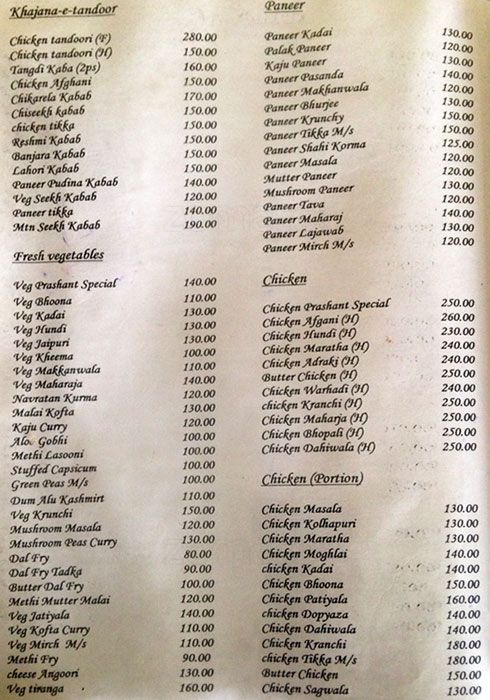 Khajana-e-tandoor
Chicken tandoori (F) 280.00
Chicken tandoori (H) 150.00
Tangdi Kaba (2ps) 160.00
Chicken Afghani 150.00
Chikarela Kabab 170.00
Chiseekh kabab 150.00
chicken tikka 150.00
Reshmi Kabab 150.00
Banjara Kabab 150.00
Lahori Kabab 150.00
Paneer Pudina Kabab 140.00
Veg Seekh Kabab 120.00
Paneer tikka 140.00
Mtn Seekh Kabab 190.00
Fresh vegetables
Veg Prashant Special 140.00
Veg Bhoona 110.00
Veg Kadai 130.00
Veg Hundi 130.00
Veg Jaipuri 130.00
Veg Kheema 100.00
Veg Makkanwala 110.00
Veg Maharaja 140.00
Navratan Kurma 120.00
Malai Kofta 130.00
Kaju Curry 120.00
Aloo Gobhi 100.00
Methi Lasooni 100.00
Stuffed Capsicum 100.00
Green Peas M/s 100.00
Dum Alu Kashmirt 110.00
Veg Krunchi 150.00
Mushroom Masala 120.00
Mushroom Peas Curry 130.00
Dal Fry 80.00
Dal Fry Tadka 90.00
Butter Dal Fry 100.00
Methi Mutter Malai 120.00
Veg Jatiyala 140.00
Veg Kofta Curry 110.00
Veg Mirch M/s 110.00
Methi Fry 90.00
cheese Angoori 130.00
Veg tiranga 160.00
Paneer
Paneer Kadai 130.00
Palak Paneer 120.00
Kaju Paneer 130.00
Paneer Pasanda 140.00
Paneer Makhanwala 120.00
Paneer Bhurjee 130.00
Paneer Krunchy 150.00
Paneer Tikka M/s 150.00
Paneer Shahi Korma 125.00
Paneer Masala 120.00
Mutter Paneer 120.00
Mushroom Paneer 130.00
Paneer Tava 120.00
Paneer Maharaj 140.00
Paneer Lajawab 130.00
Paneer Mirch M/s 120.00
Chicken
Chicken Prashant Special 250.00
Chicken Afgani (H) 260.00
Chicken Hundi (H) 230.00
Chicken Maratha (H) 240.00
Chicken Adraki (H) 240.00
Butter Chicken (H) 250.00
Chicken Warhadi (H) 240.00
chicken Kranchi (H) 250.00
Chicken Maharja (H) 250.00
Chicken Bhopali (H) 250.00
Chicken Dahiwala (H) 250.00
Chicken (Portion)
Chicken Masala 130.00
Chicken Kolhapuri 130.00
Chicken Maratha 130.00
Chicken Moghlai 140.00
chicken Kadai 140.00
Chicken Bhoona 150.00
Chicken Patiyala 160.00
chicken Dopyaza 140.00
Chicken Dahiwala 140.00
Chicken Kranchi 180.00
chicken Tikka M/s 180.00
Butter Chicken 150.00
Chicken Sagwala 150.00